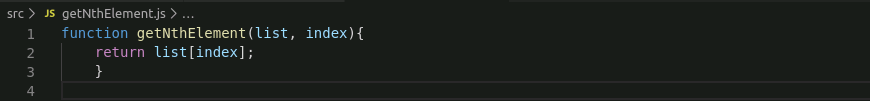 src > JS getNthElement.js > ...
1 function getNthElement(list, index){
2     return list[index];
3     }
4